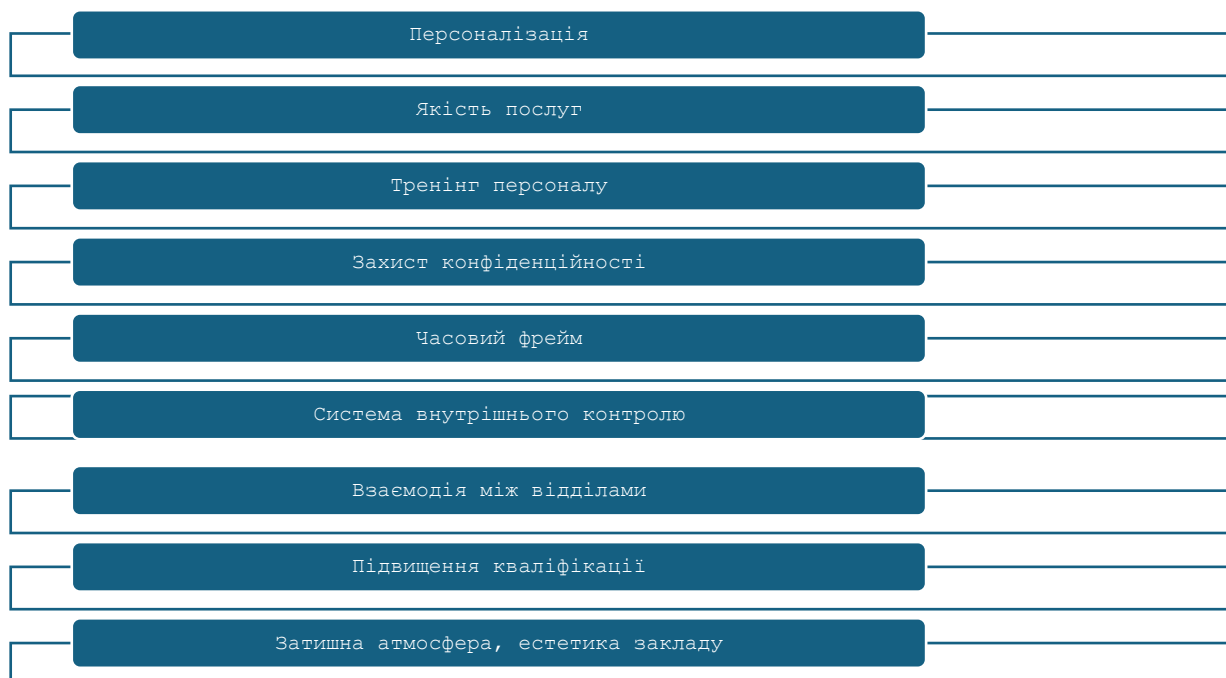 Персоналізація
Якість послуг
Тренінг персоналу
Захист конфіденційності
Часовий фрейм
Система внутрішнього контролю
Взаємодія між відділами
Підвищення кваліфікації
Затишна атмосфера, естетика закладу